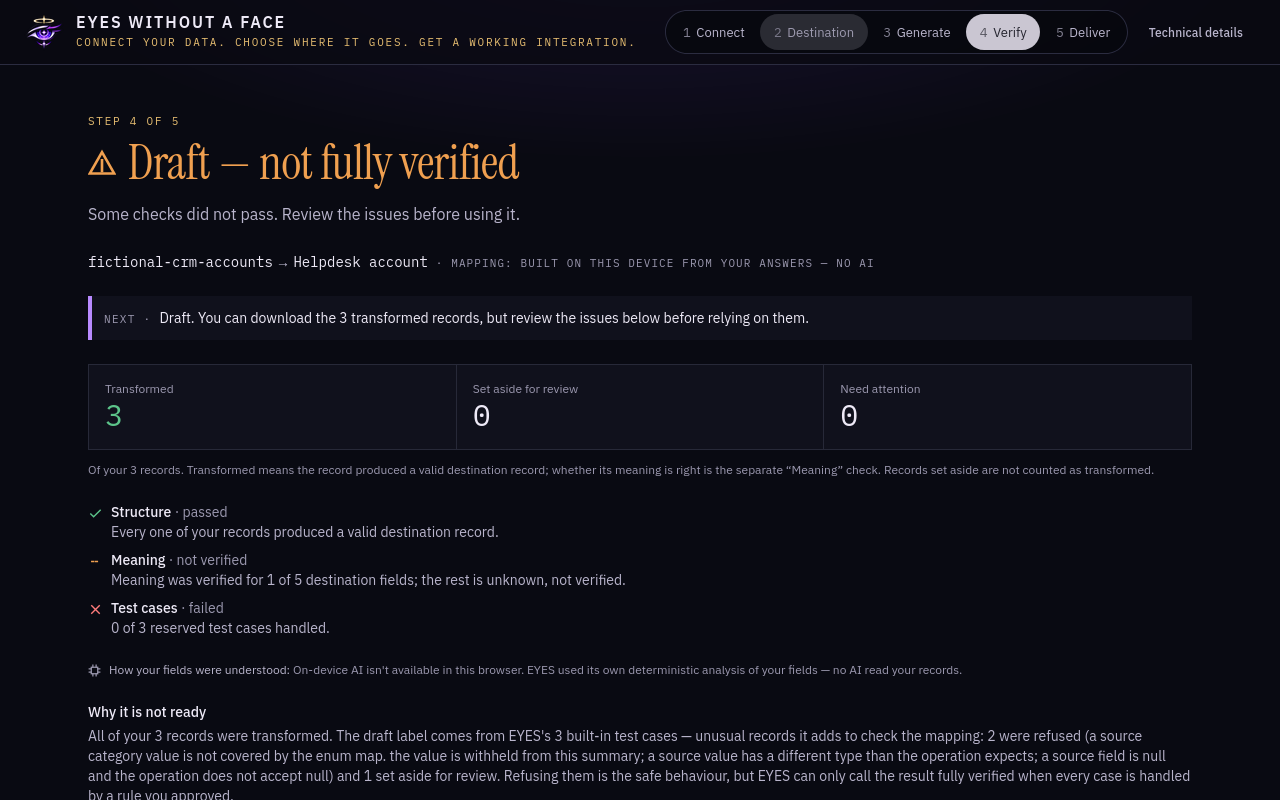 EYES WITHOUT A FACE
CONNECT YOUR DATA. CHOOSE WHERE IT GOES. GET A WORKING INTEGRATION.
1 Connect
2 Destination
3 Generate
4 Verify
5 Deliver
Technical details
STEP 4 OF 5
Draft — not fully verified
Some checks did not pass. Review the issues before using it.
fictional-crm-accounts → Helpdesk account · MAPPING: BUILT ON THIS DEVICE FROM YOUR ANSWERS — NO AI
NEXT · Draft. You can download the 3 transformed records, but review the issues below before relying on them.
Transformed
3
Set aside for review
0
Need attention
0
Of your 3 records. Transformed means the record produced a valid destination record; whether its meaning is right is the separate “Meaning” check. Records set aside are not counted as transformed.
Structure · passed
Every one of your records produced a valid destination record.
Meaning · not verified
Meaning was verified for 1 of 5 destination fields; the rest is unknown, not verified.
Test cases · failed
0 of 3 reserved test cases handled.
How your fields were understood: On-device AI isn't available in this browser. EYES used its own deterministic analysis of your fields — no AI read your records.
Why it is not ready
All of your 3 records were transformed. The draft label comes from EYES's 3 built-in test cases — unusual records it adds to check the mapping: 2 were refused (a source
category value is not covered by the enum map. the value is withheld from this summary; a source value has a different type than the operation expects; a source field is null
and the operation does not accept null) and 1 set aside for review. Refusing them is the safe behaviour, but EYES can only call the result fully verified when every case is handled
by a rule you approved.